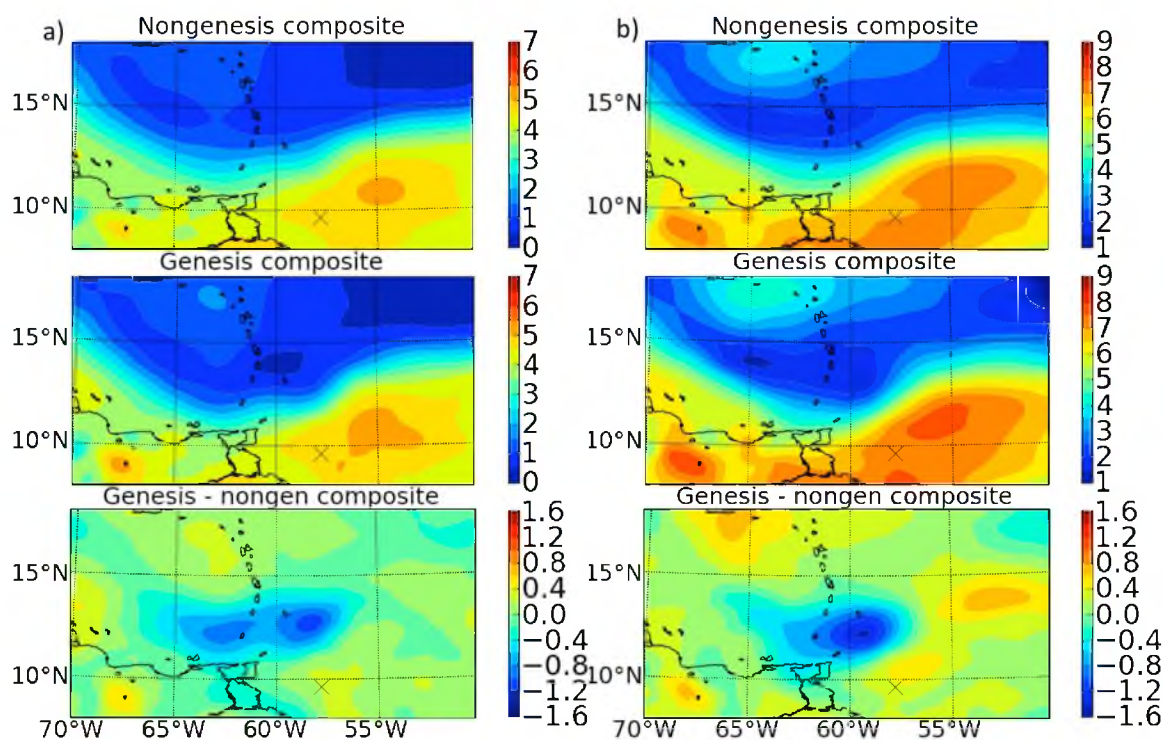 a)
Nongenesis composite
7
6
5
4
3
2
1
0
15°N
10°N
Genesis composite
7
6
5
4
3
2
1
0
15°N
10°N
Genesis - nongen composite
1.6
1.2
0.8
0.4
0.0
−0.4
−0.8
−1.2
−1.6
15°N
10°N
70°W 65°W 60°W 55°W
b)
Nongenesis composite
9
8
7
6
5
4
3
2
1
15°N
10°N
Genesis composite
9
8
7
6
5
4
3
2
1
15°N
10°N
Genesis - nongen composite
1.6
1.2
0.8
0.4
0.0
−0.4
−0.8
−1.2
−1.6
15°N
10°N
70°W 65°W 60°W 55°W